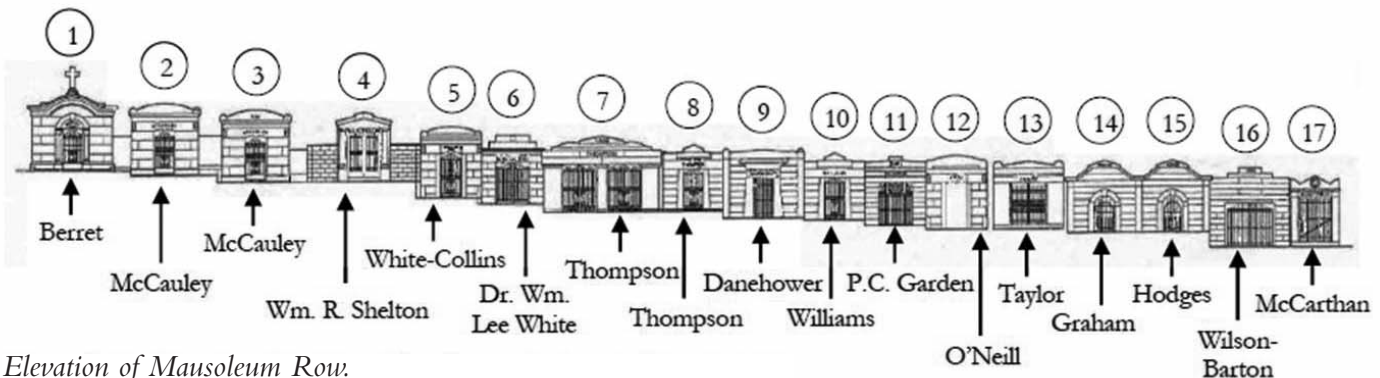 1 2 3 4 5 6 7 8 9 10 11 12 13 14 15 16 17
Berret
McCauley
McCauley
Wm. R. Shelton
White-Collins
Dr. Wm.
Lee White
Thompson
Thompson
Danehower
Williams
P.C. Garden
O'Neill
Taylor
Graham
Hodges
Wilson-
Barton
McCarthan
Elevation of Mausoleum Row.